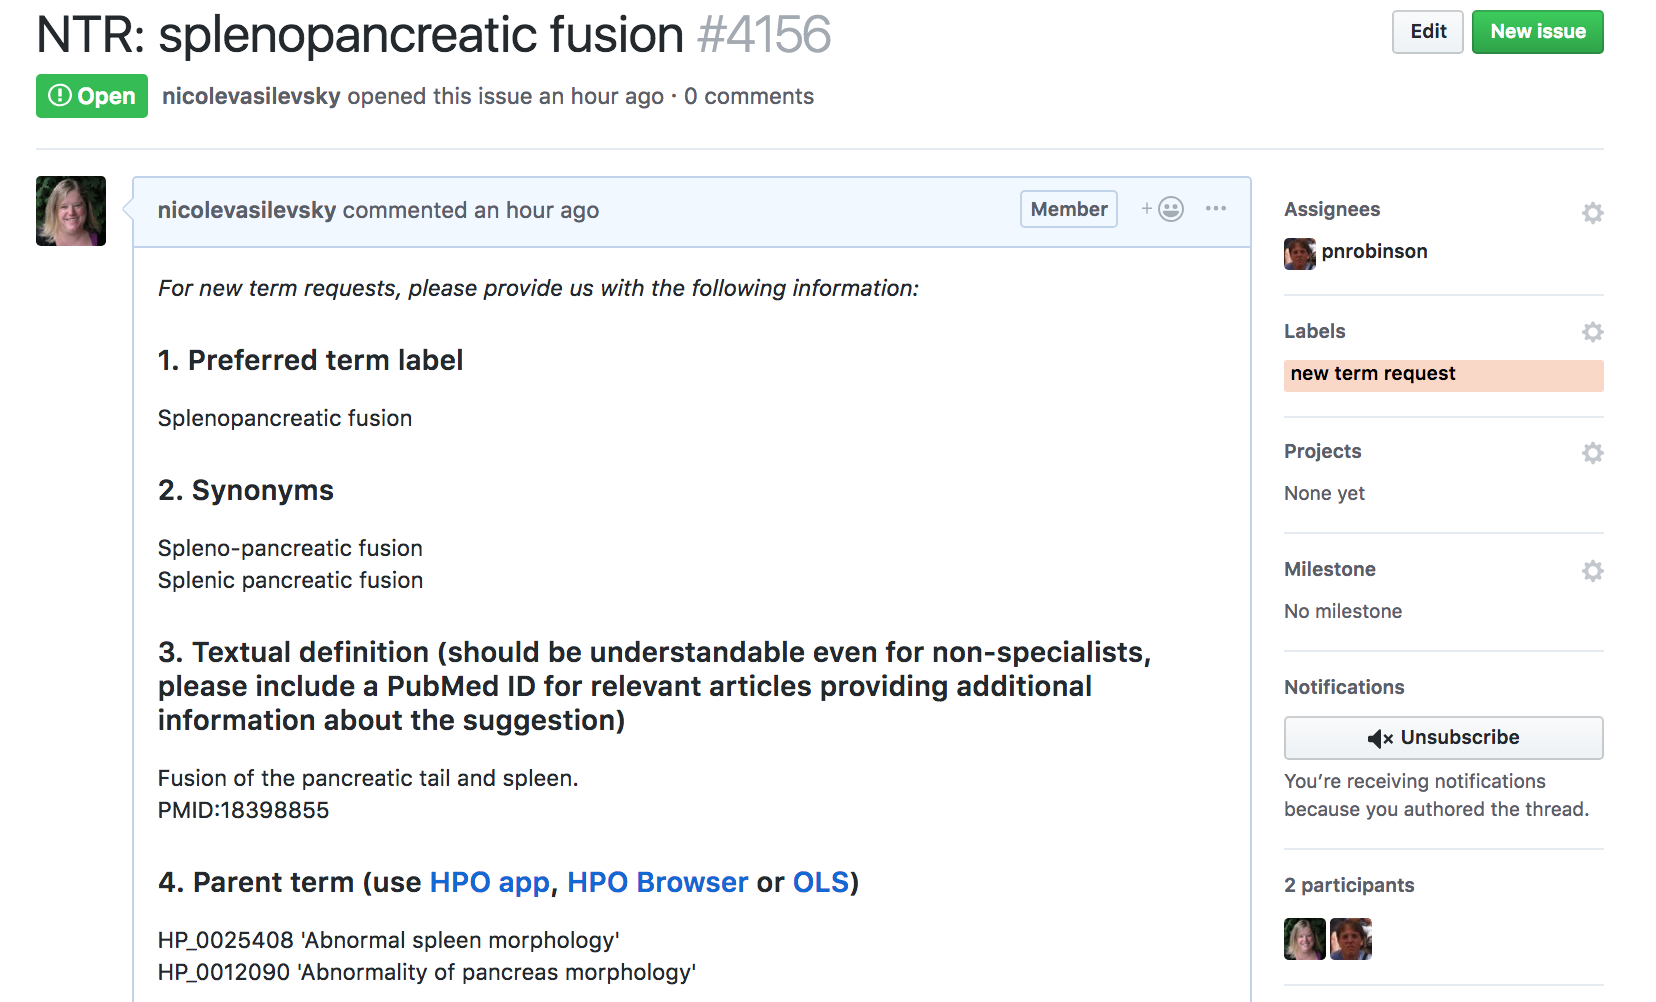 NTR: splenopancreatic fusion #4156
Edit
New issue
Open
nicolevasilevsky opened this issue an hour ago · 0 comments
nicolevasilevsky commented an hour ago
Member
+
For new term requests, please provide us with the following information:
1. Preferred term label
Splenopancreatic fusion
2. Synonyms
Spleno-pancreatic fusion
Splenic pancreatic fusion
3. Textual definition (should be understandable even for non-specialists,
please include a PubMed ID for relevant articles providing additional
information about the suggestion)
Fusion of the pancreatic tail and spleen.
PMID:18398855
4. Parent term (use HPO app, HPO Browser or OLS)
HP_0025408 'Abnormal spleen morphology'
HP_0012090 'Abnormality of pancreas morphology'
Assignees
pnrobinson
Labels
new term request
Projects
None yet
Milestone
No milestone
Notifications
Unsubscribe
You’re receiving notifications
because you authored the thread.
2 participants